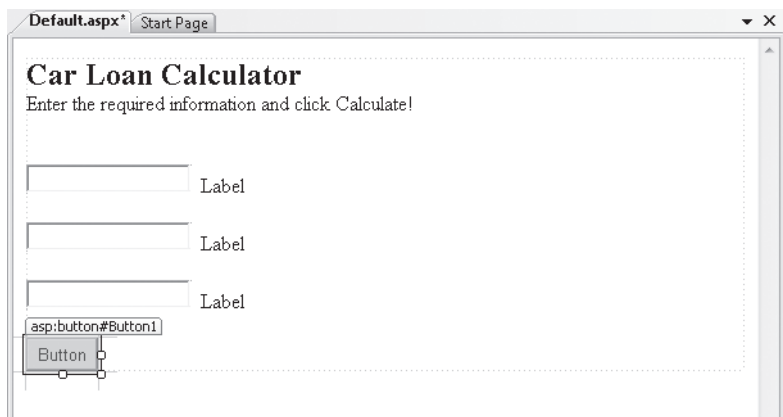 Default.aspx* Start Page
Car Loan Calculator
Enter the required information and click Calculate!
Label
Label
Label
asp:button#Button1
Button